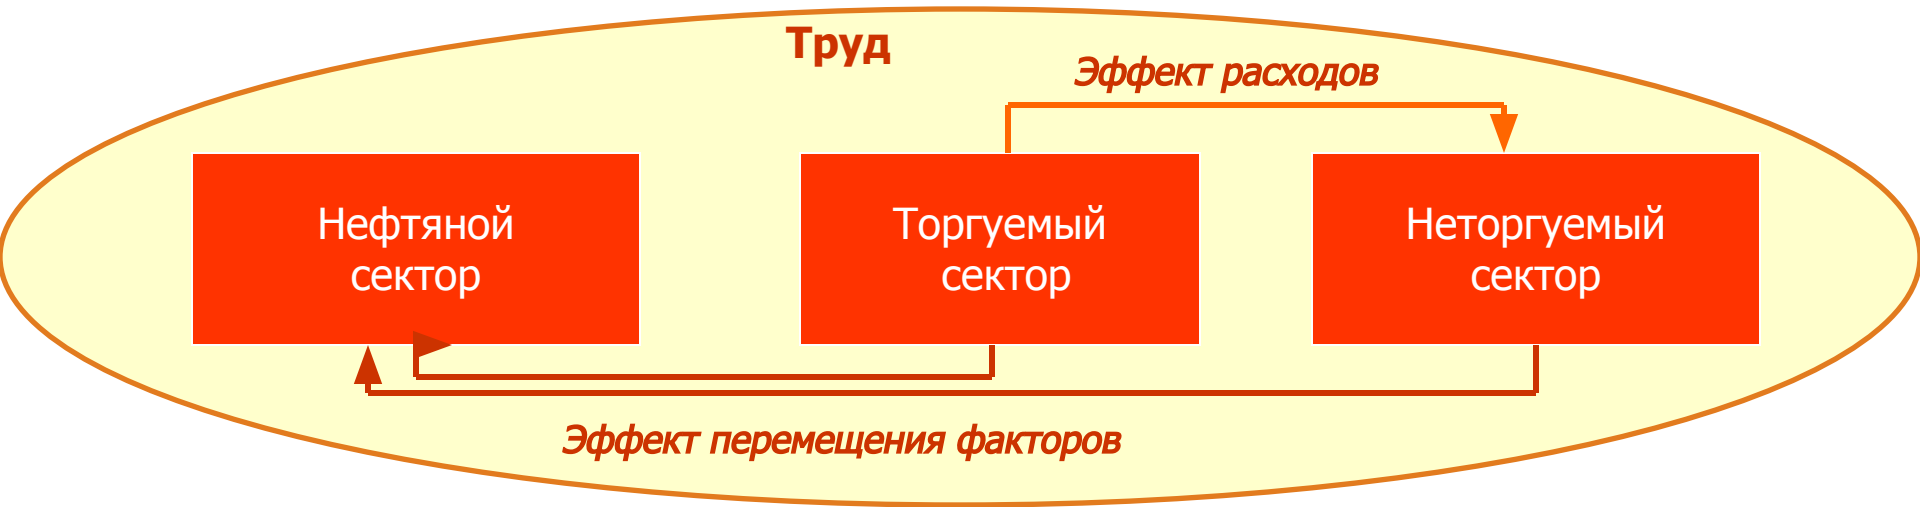 Труд
Эффект расходов
Нефтяной
сектор
Торгуемый
сектор
Неторгуемый
сектор
Эффект перемещения факторов